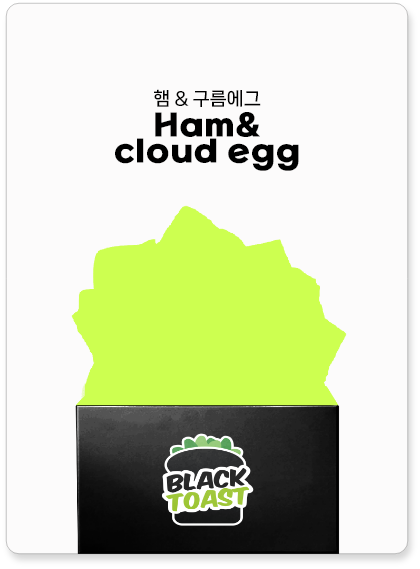 햄 & 구름에그
Ham&
cloud egg
BLACK
TOAST